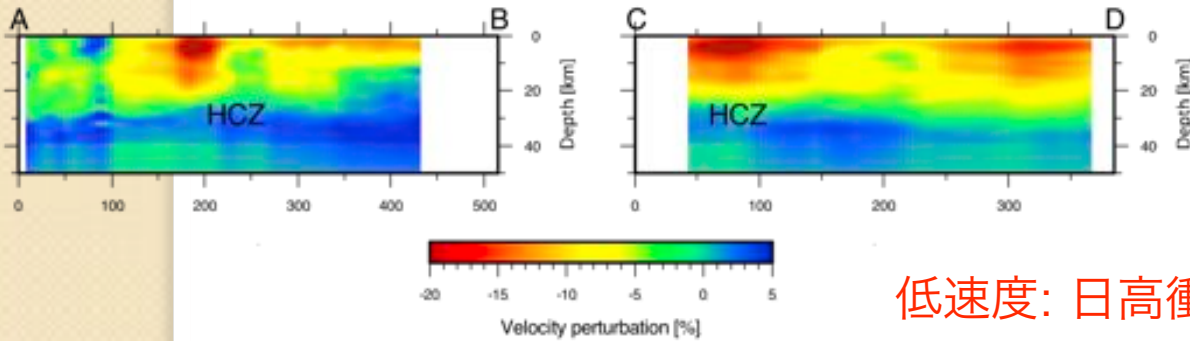 A B C D
0
20
40
Depth [km]
HCZ
0 100 200 300 400 500
0
20
40
Depth [km]
HCZ
0 100 200 300
-20 -15 -10 -5 0 5
Velocity perturbation [%]
低速度: 日高衝